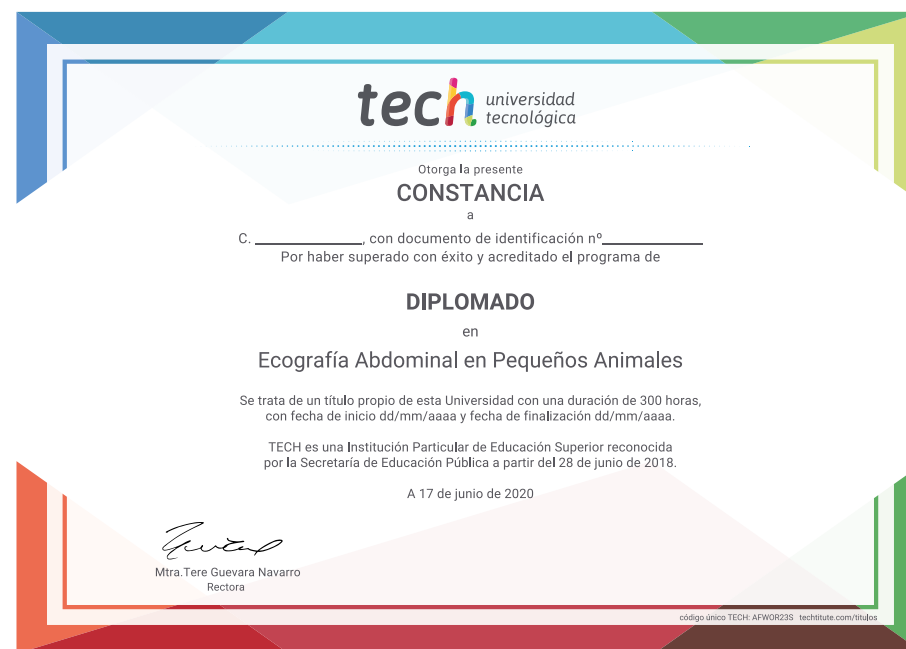 tech universidad
tecnológica
Otorga la presente
CONSTANCIA
a
C. ______________, con documento de identificación nº_____________
Por haber superado con éxito y acreditado el programa de
DIPLOMADO
en
Ecografía Abdominal en Pequeños Animales
Se trata de un título propio de esta Universidad con una duración de 300 horas,
con fecha de inicio dd/mm/aaaa y fecha de finalización dd/mm/aaaa.
TECH es una Institución Particular de Educación Superior reconocida
por la Secretaría de Educación Pública a partir del 28 de junio de 2018.
A 17 de junio de 2020
Mtra.Tere Guevara Navarro
Rectora
código único TECH: AFWOR23S techtitute.com/titulos